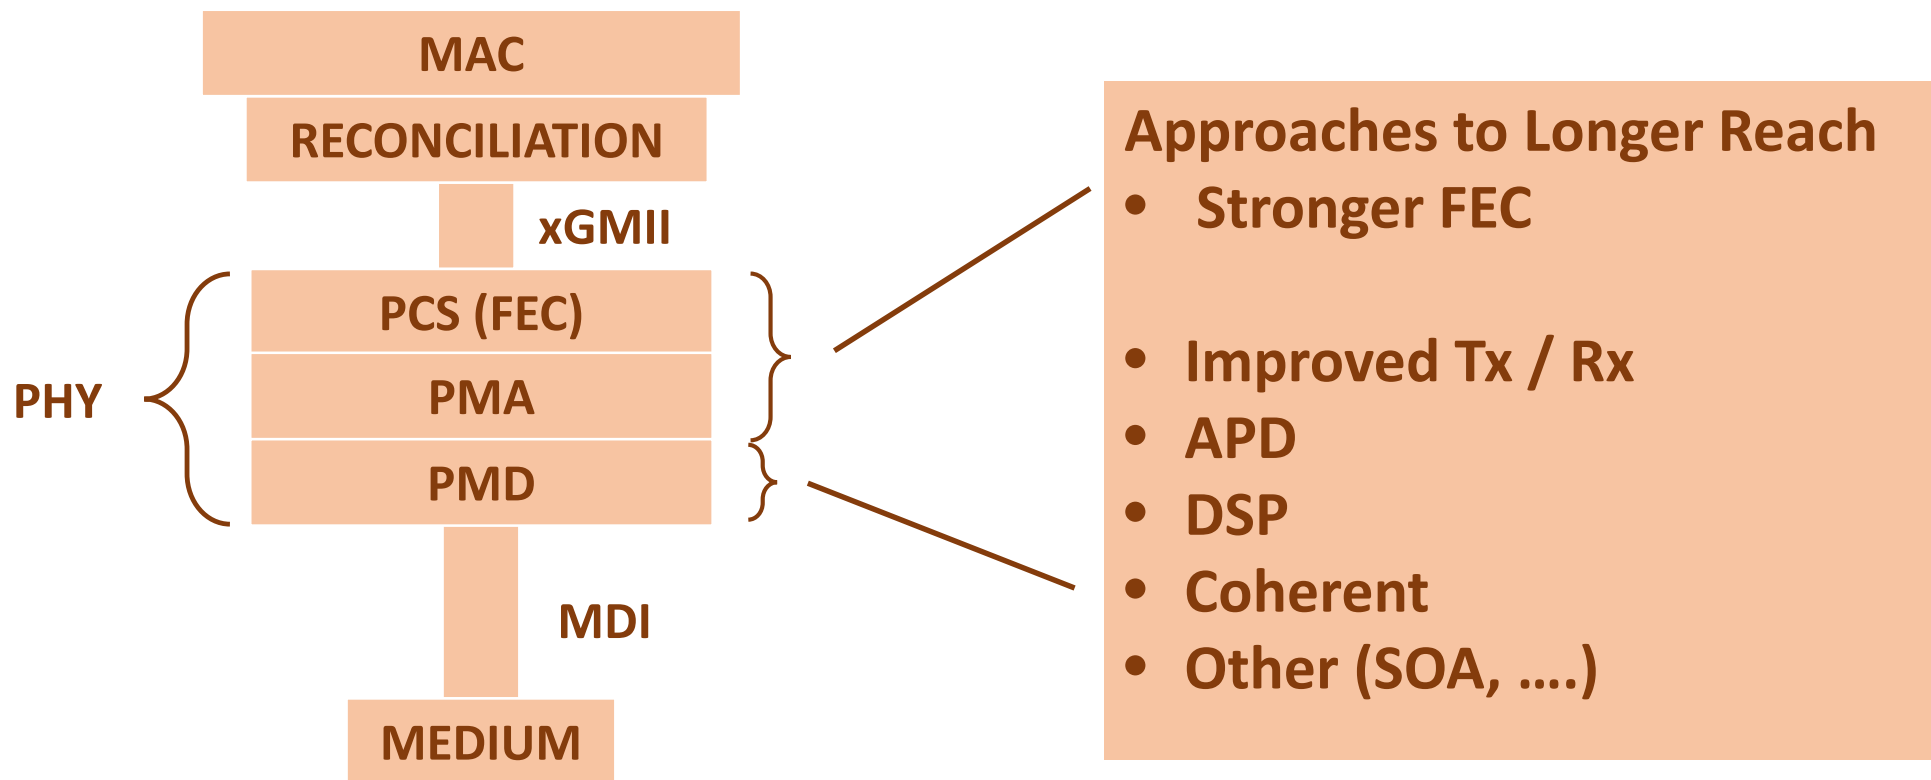 MAC
RECONCILIATION
xGMII
PCS (FEC)
PMA
PHY
PMD
MDI
MEDIUM
Approaches to Longer Reach
• Stronger FEC
• Improved Tx / Rx
• APD
• DSP
• Coherent
• Other (SOA, ....)